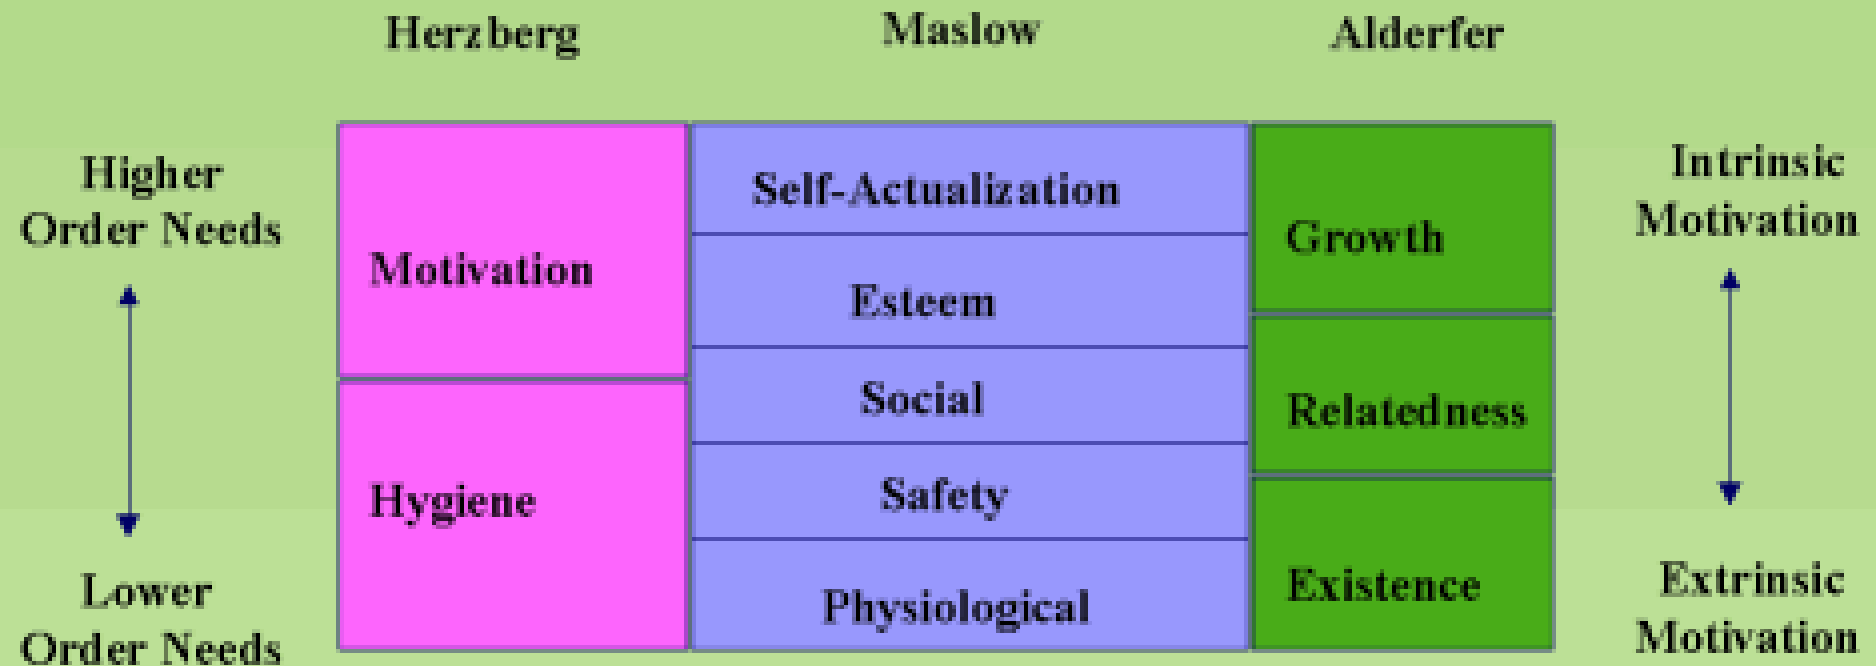 Herzberg Maslow Alderfer
Higher
Order Needs
Lower
Order Needs
Motivation
Hygiene
Self-Actualization
Esteem
Social
Safety
Physiological
Growth
Relatedness
Existence
Intrinsic
Motivation
Extrinsic
Motivation